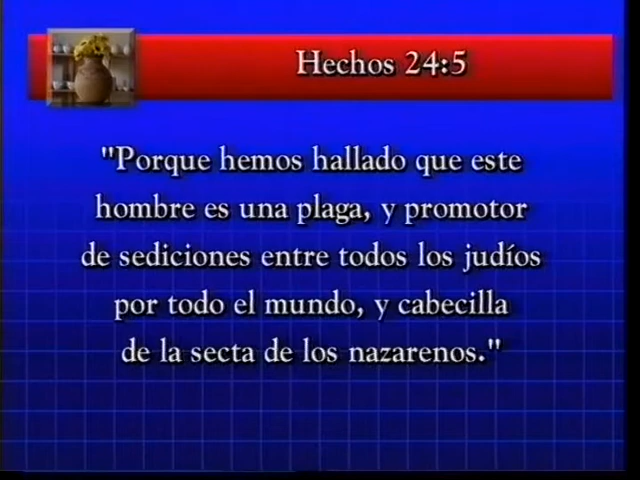 Hechos 24:5
"Porque hemos hallado que este
hombre es una plaga, y promotor
de sediciones entre todos los judíos
por todo el mundo, y cabecilla
de la secta de los nazarenos."